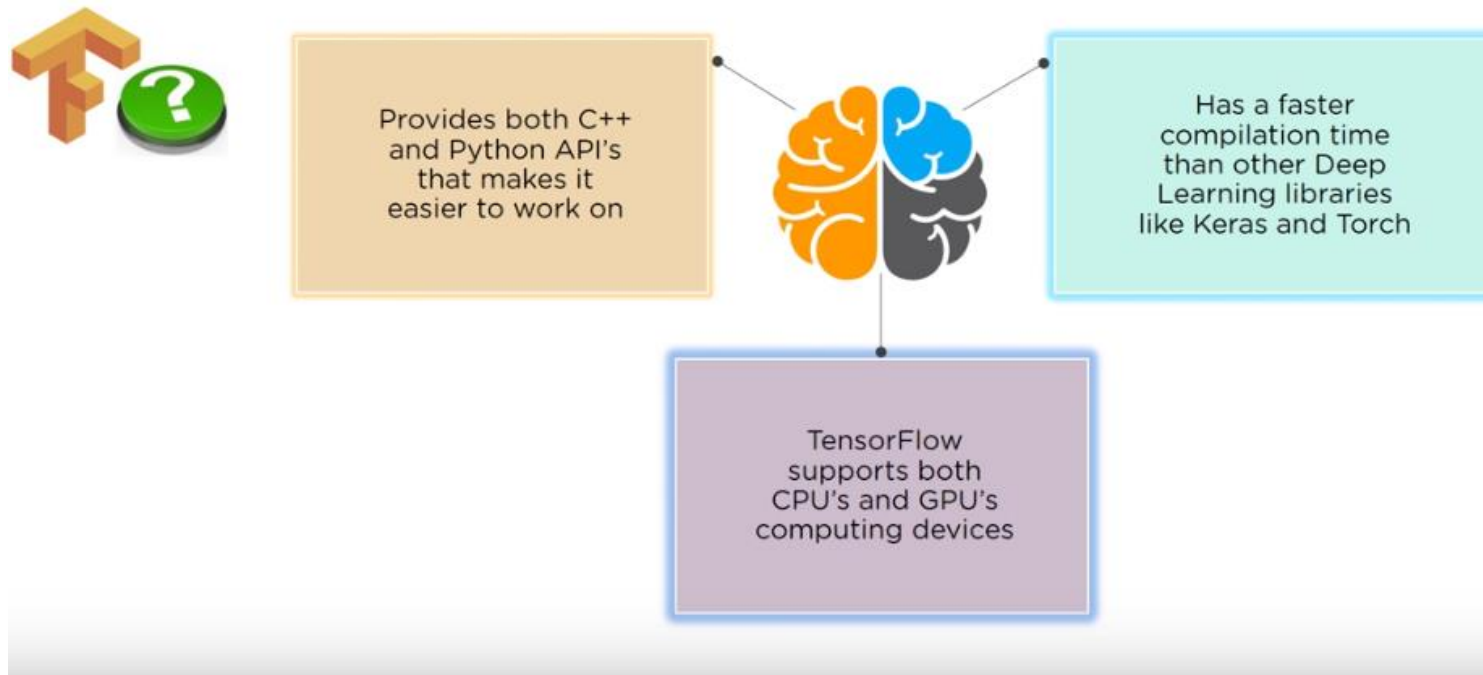 ?
Provides both C++
and Python API's
that makes it
easier to work on
Has a faster
compilation time
than other Deep
Learning libraries
like Keras and Torch
TensorFlow
supports both
CPU's and GPU's
computing devices